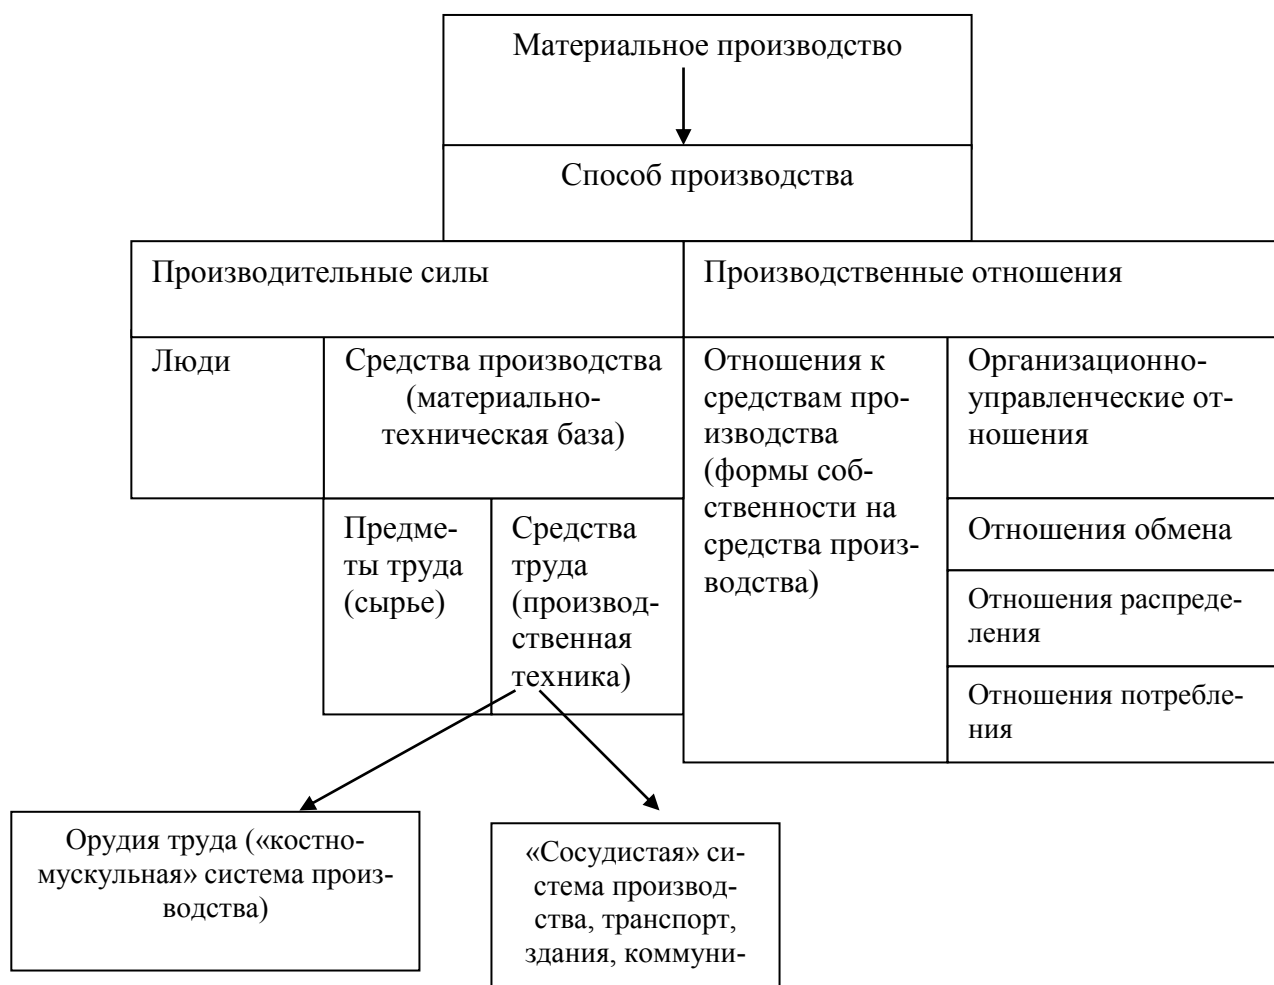 Материальное производство
Способ производства
Производительные силы
Производственные отношения
Люди
Средства производства
(материально-
техническая база)
Отношения к
средствам про-
изводства
(формы соб-
ственности на
средства произ-
водства)
Организационно-
управленческие от-
ношения
Предме-
ты труда
(сырье)
Средства
труда
(производ-
ственная
техника)
Отношения обмена
Отношения распреде-
ления
Отношения потребле-
ния
Орудия труда («костно-
мускульная» система произ-
водства)
«Сосудистая» си-
стема производ-
ства, транспорт,
здания, коммуни-